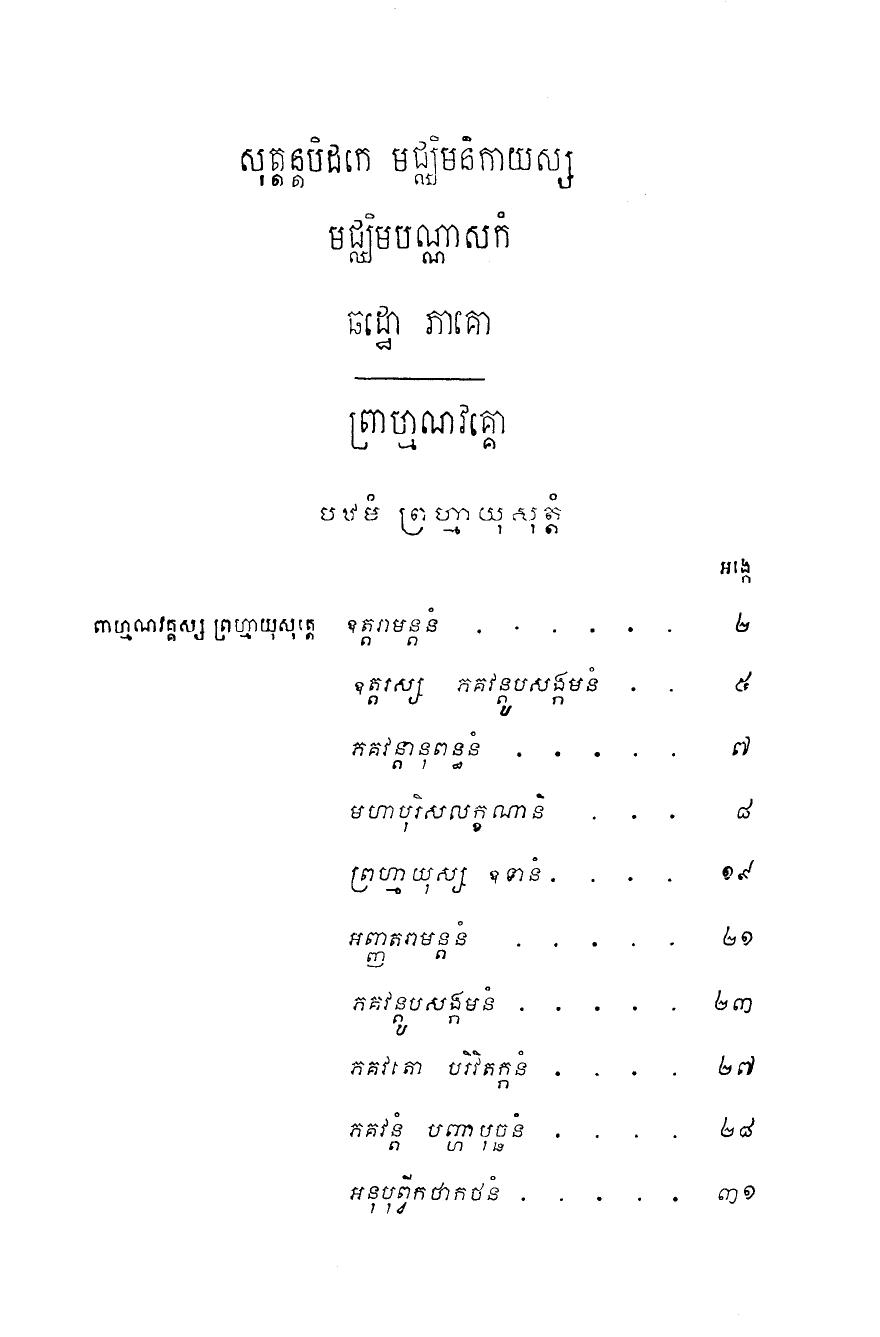 សុត្តន្តបិដកេ មជ្ឈិមនិកាយស្ស
មជ្ឈិមបណ្ណាសកំ
ឆដ្ឋោ ភាគោ
ព្រាហ្មណវគ្គោ
បឋមំ ព្រហ្មាយុសុត្តំ
អង្កេ
ព្រាហ្មណវគ្គស្ស ព្រហ្មាយុសុត្តេ ឧត្តរាមន្តនំ . . . . . . ២
ឧត្តរស្ស ភគវន្តូបសង្កមនំ . . ៥
ភគវន្តានុពន្ធនំ . . . . . ៧
មហាបុរិសលក្ខណានិ . . . ៨
ព្រហ្មាយុស្ស ឧទានំ . . . . ១៩
អញ្ញតរាមន្តនំ . . . . . ២១
ភគវន្តូបសង្កមនំ . . . . . ២៣
ភគវតោ បរិវិតក្កនំ . . . . ២៧
ភគវន្តំ បញ្ហាបុច្ឆនំ . . . . ២៨
អនុបុព្វីកថាកថនំ . . . . . ៣១